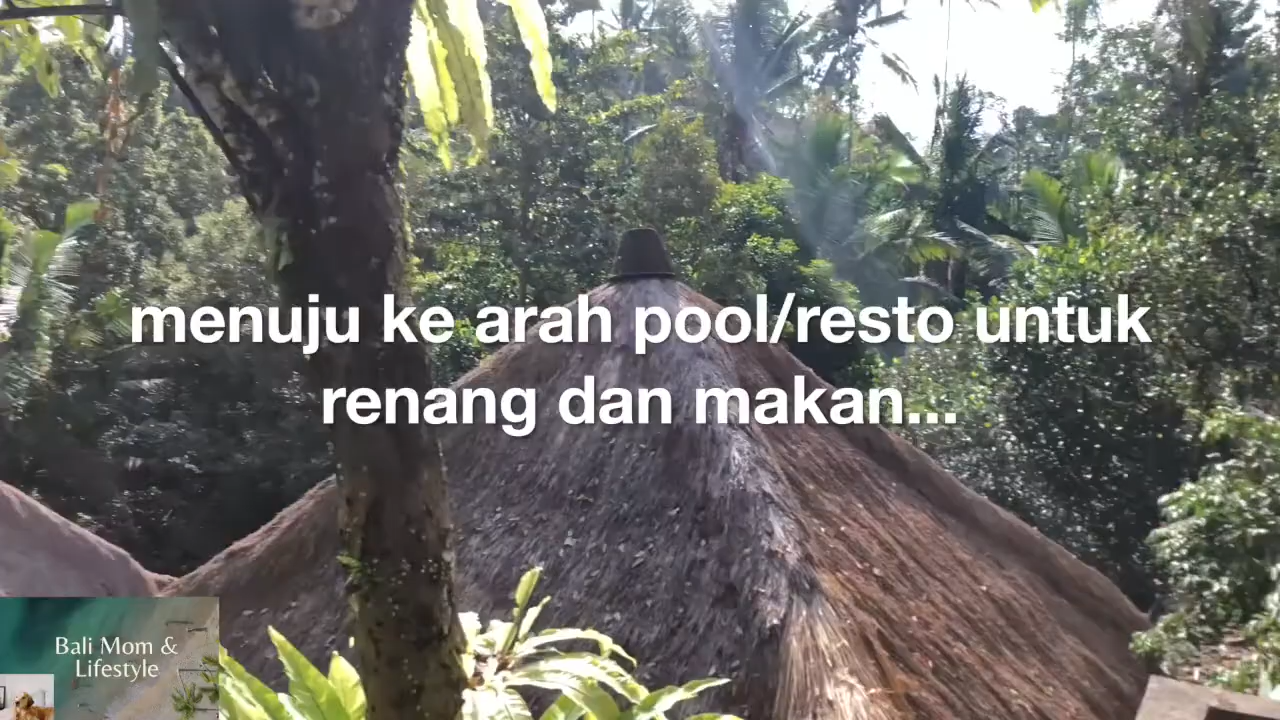 menuju ke arah pool/resto untuk
renang dan makan...
Bali Mom &
Lifestyle